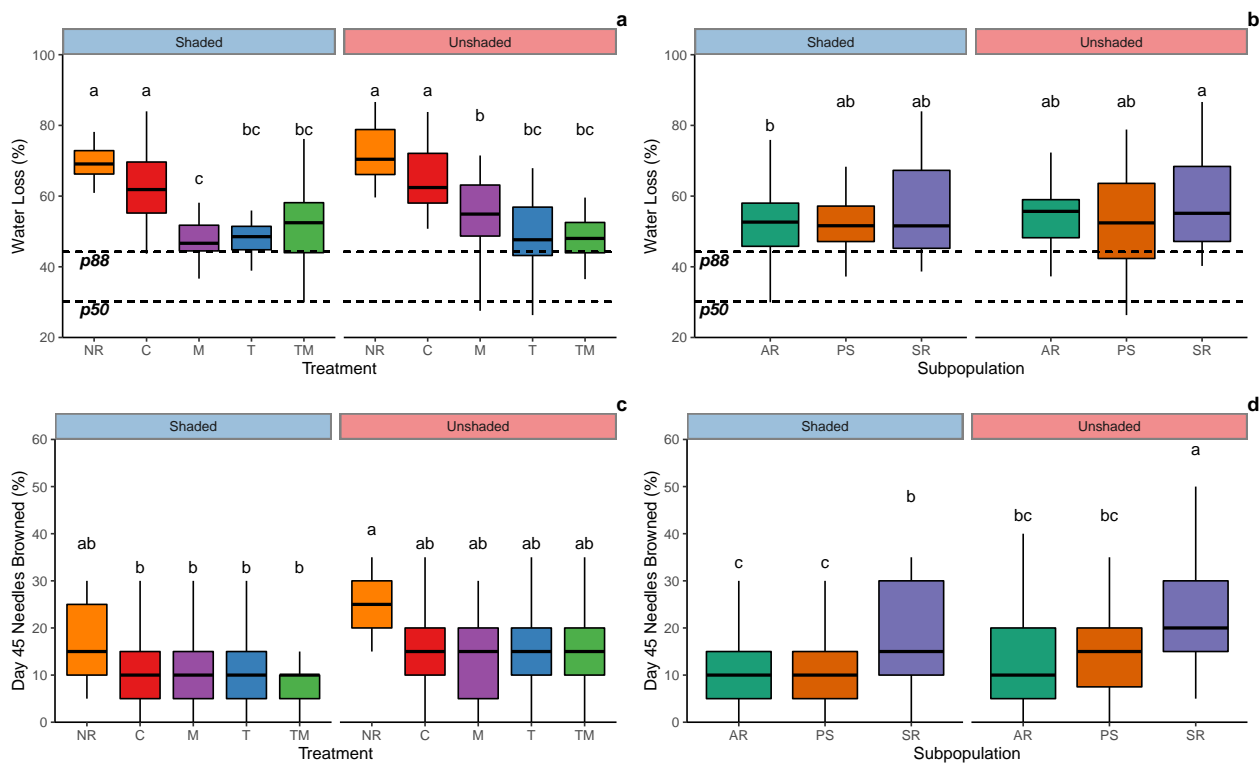 a
Shaded
Unshaded
Water Loss (%)
100
80
60
40
20
a
a
c
bc
bc
a
a
b
bc
bc
p88
p50
NR C M T TM NR C M T TM
Treatment
b
Shaded
Unshaded
Water Loss (%)
100
80
60
40
20
b
ab
ab
ab
ab
a
p88
p50
AR PS SR AR PS SR
Subpopulation
c
Shaded
Unshaded
Day 45 Needles Browned (%)
60
50
40
30
20
10
0
ab
b
b
b
b
a
ab
ab
ab
ab
NR C M T TM NR C M T TM
Treatment
d
Shaded
Unshaded
Day 45 Needles Browned (%)
60
50
40
30
20
10
0
c
c
b
bc
bc
a
AR PS SR AR PS SR
Subpopulation